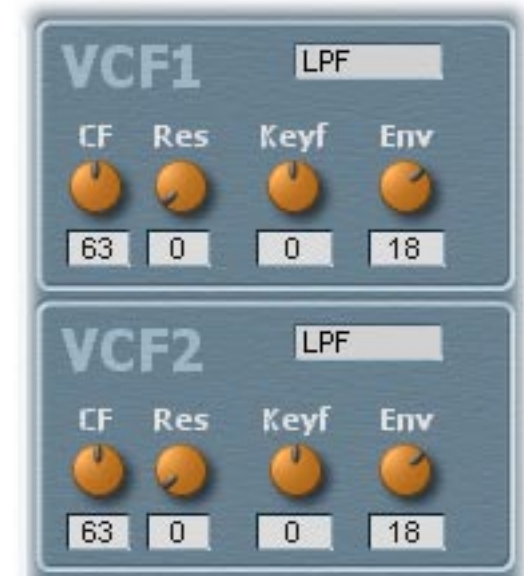 VCF1 LPF
CF Res Keyf Env
63 0 0 18
VCF2 LPF
CF Res Keyf Env
63 0 0 18